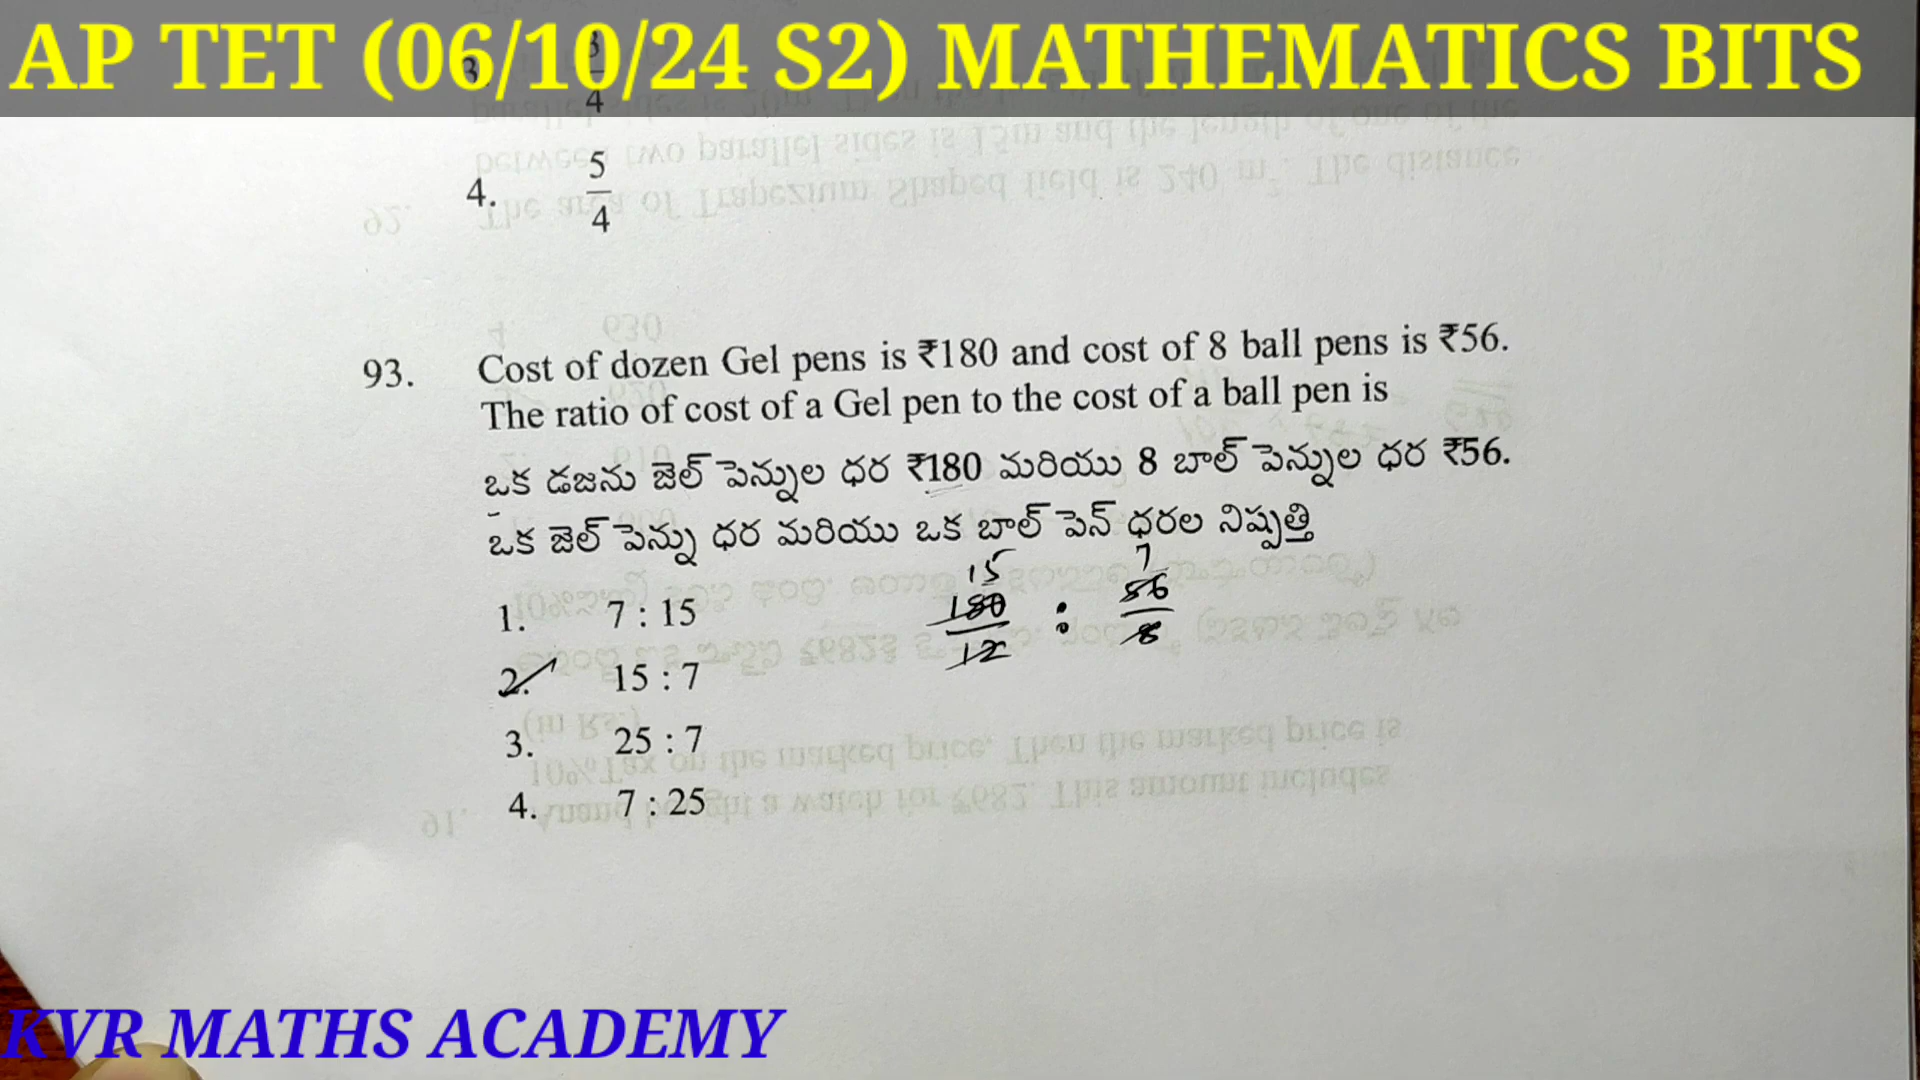 AP TET (06/10/24 S2) MATHEMATICS BITS
3
3
4
4. 5
4
93. Cost of dozen Gel pens is ₹180 and cost of 8 ball pens is ₹56.
The ratio of cost of a Gel pen to the cost of a ball pen is
ఒక డజను జెల్ పెన్నుల ధర ₹180 మరియు 8 బాల్ పెన్నుల ధర ₹56.
ఒక జెల్ పెన్ను ధర మరియు ఒక బాల్ పెన్ ధరల నిష్పత్తి
15 7
180 : 56
12 8
1. 7 : 15
2. 15 : 7
3. 25 : 7
4. 7 : 25
KVR MATHS ACADEMY